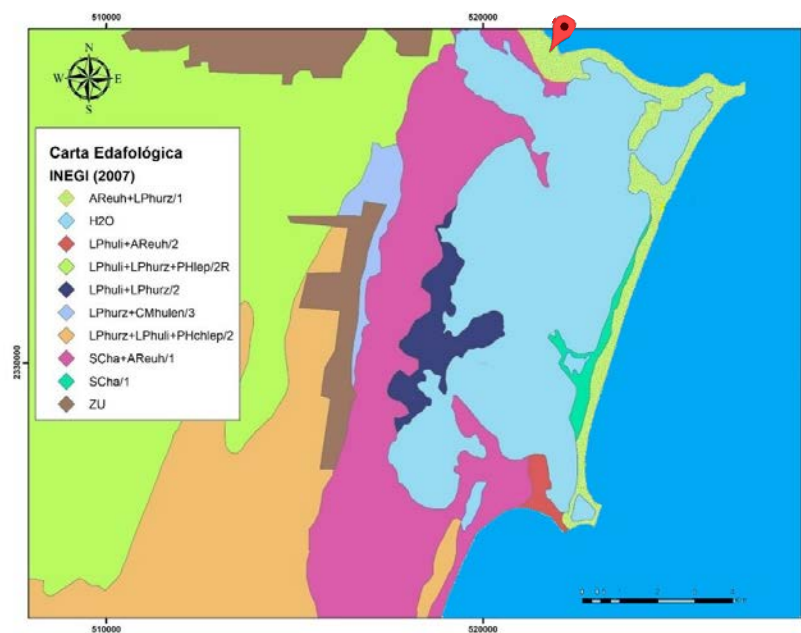 510000
520000
N
W E
S
Carta Edafológica
INEGI (2007)
AReuh+LPhurz/1
H2O
LPhuli+AReuh/2
LPhuli+LPhurz+PHlep/2R
LPhuli+LPhurz/2
LPhurz+CMhulen/3
LPhurz+LPhuli+PHchlep/2
SCha+AReuh/1
SCha/1
ZU
2330000
510000
520000